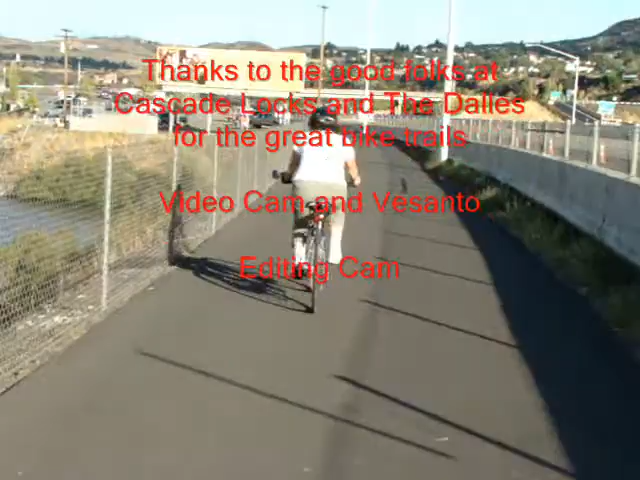 Thanks to the good folks at
Cascade Locks and The Dalles
for the great bike trails
Video Cam and Vesanto
Editing Cam